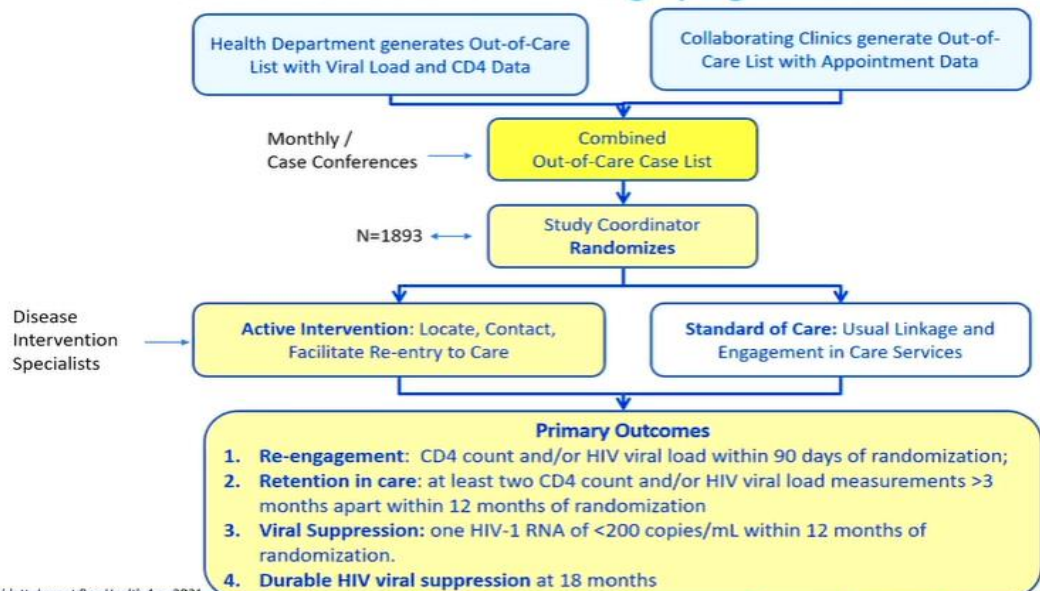 Health Department generates Out-of-Care
List with Viral Load and CD4 Data
Collaborating Clinics generate Out-of-
Care List with Appointment Data
Monthly /
Case Conferences
Combined
Out-of-Care Case List
N=1893
Study Coordinator
Randomizes
Disease
Intervention
Specialists
Active Intervention: Locate, Contact,
Facilitate Re-entry to Care
Standard of Care: Usual Linkage and
Engagement in Care Services
Primary Outcomes
1. Re-engagement: CD4 count and/or HIV viral load within 90 days of randomization;
2. Retention in care: at least two CD4 count and/or HIV viral load measurements >3
months apart within 12 months of randomization
3. Viral Suppression: one HIV-1 RNA of <200 copies/mL within 12 months of
randomization.
4. Durable HIV viral suppression at 18 months